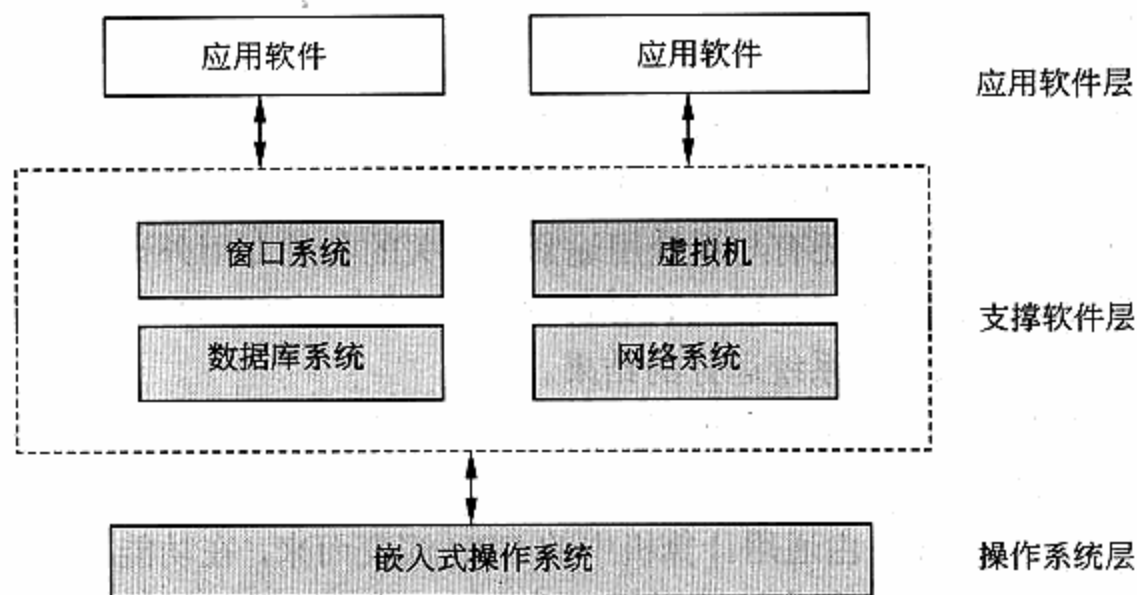 应用软件
应用软件
应用软件层
窗口系统
虚拟机
支撑软件层
数据库系统
网络系统
嵌入式操作系统
操作系统层